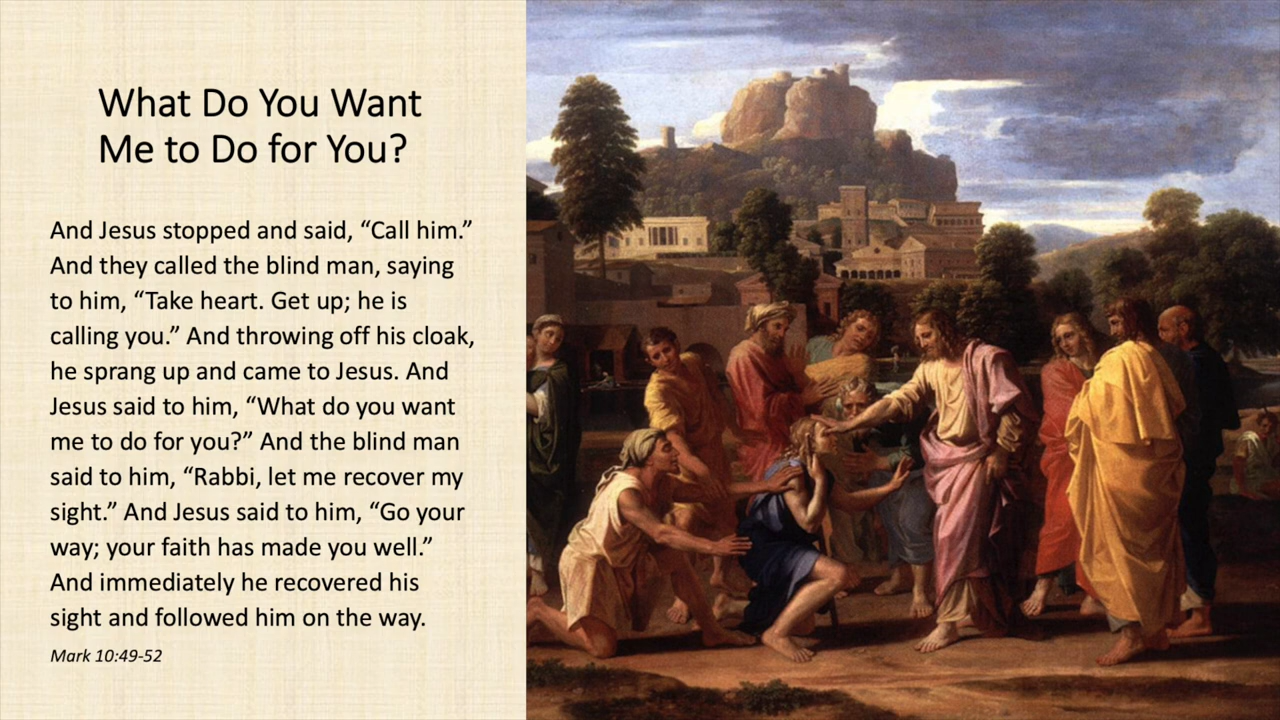 What Do You Want
Me to Do for You?
And Jesus stopped and said, “Call him.”
And they called the blind man, saying
to him, “Take heart. Get up; he is
calling you.” And throwing off his cloak,
he sprang up and came to Jesus. And
Jesus said to him, “What do you want
me to do for you?” And the blind man
said to him, “Rabbi, let me recover my
sight.” And Jesus said to him, “Go your
way; your faith has made you well.”
And immediately he recovered his
sight and followed him on the way.
Mark 10:49-52